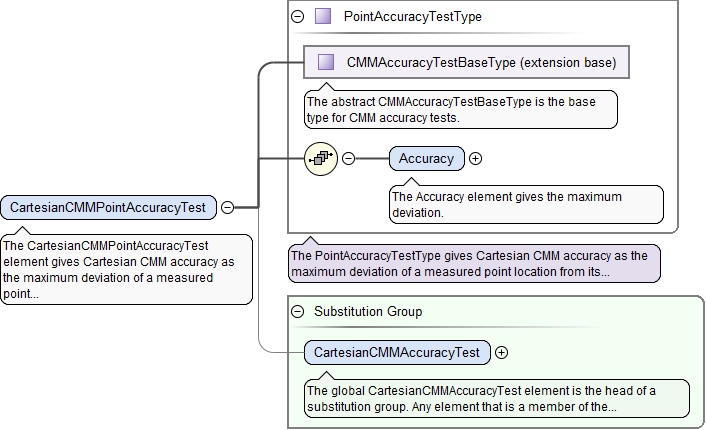 PointAccuracyTestType
CMMAccuracyTestBaseType (extension base)
The abstract CMMAccuracyTestBaseType is the base
type for CMM accuracy tests.
Accuracy
The Accuracy element gives the maximum
deviation.
CartesianCMMPointAccuracyTest
The CartesianCMMPointAccuracyTest
element gives Cartesian CMM accuracy as
the maximum deviation of a measured
point...
The PointAccuracyTestType gives Cartesian CMM accuracy as the
maximum deviation of a measured point location from its...
Substitution Group
CartesianCMMAccuracyTest
The global CartesianCMMAccuracyTest element is the head of a
substitution group. Any element that is a member of the...